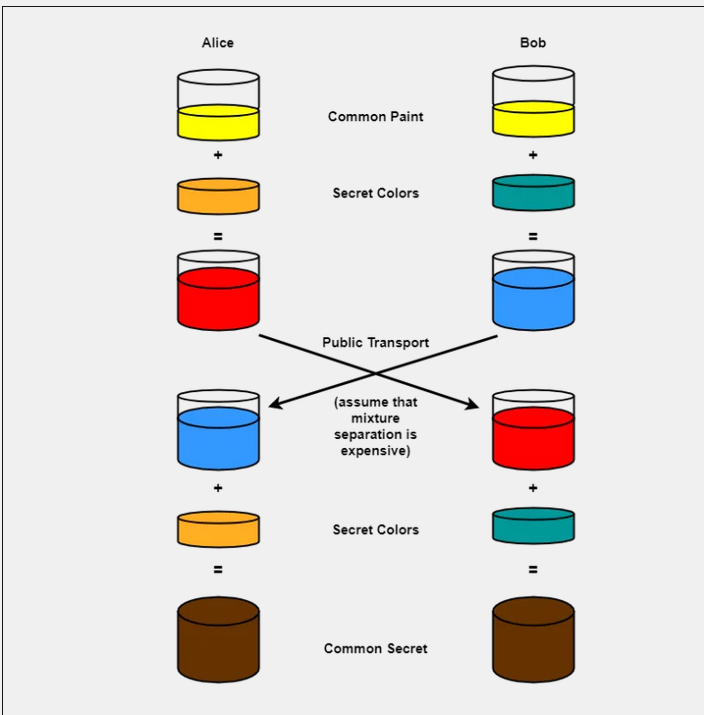 Alice
Bob
Common Paint
+
+
Secret Colors
=
=
Public Transport
(assume that
mixture
separation is
expensive)
+
+
Secret Colors
=
=
Common Secret